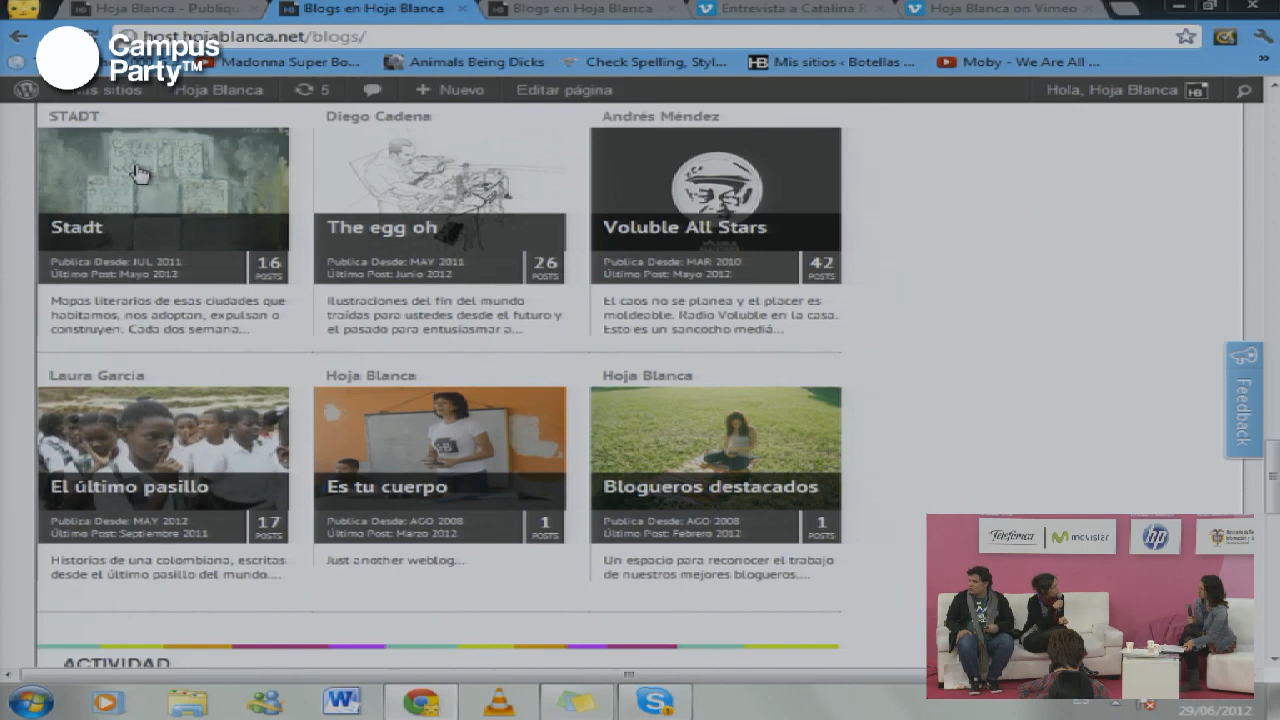 Hoja Blanca - Publiqu
Blogs en Hoja Blanca
Blogs en Hoja Blanca
Entrevista a Catalina R
Hoja Blanca on Vimeo
host.hojablanca.net/blogs/
Campus
Party™
Madonna Super Bo...
Animals Being Dicks
Check Spelling, Styl...
HB Mis sitios ‹ Botellas ...
Moby - We Are All ...
Mis sitios
Hoja Blanca
5
Nuevo
Editar página
Hola, Hoja Blanca
STADT
Diego Cadena
Andrés Méndez
Stadt
The egg oh
Voluble All Stars
Publica Desde: JUL 2011
Último Post: Mayo 2012
16
POSTS
Publica Desde: MAY 2011
Último Post: Junio 2012
26
POSTS
Publica Desde: MAR 2010
Último Post: Mayo 2012
42
POSTS
Mapas literarios de esas ciudades que
habitamos, nos adoptan, expulsan o
construyen. Cada dos semana...
Ilustraciones del fin del mundo
traídas para ustedes desde el futuro y
el pasado para entusiasmar a...
El caos no se planea y el placer es
moldeable. Radio Voluble en la casa.
Esto es un sancocho mediá...
Laura Garcia
Hoja Blanca
Hoja Blanca
El último pasillo
Es tu cuerpo
Blogueros destacados
Publica Desde: MAY 2012
Último Post: Septiembre 2011
17
POSTS
Publica Desde: AGO 2008
Último Post: Marzo 2012
1
POSTS
Publica Desde: AGO 2008
Último Post: Febrero 2012
1
POSTS
Historias de una colombiana, escritas
desde el último pasillo del mundo....
Just another weblog...
Un espacio para reconocer el trabajo
de nuestros mejores blogueros....
Feedback
ACTIVIDAD
Telefónica
movistar
hp
ES
29/06/2012